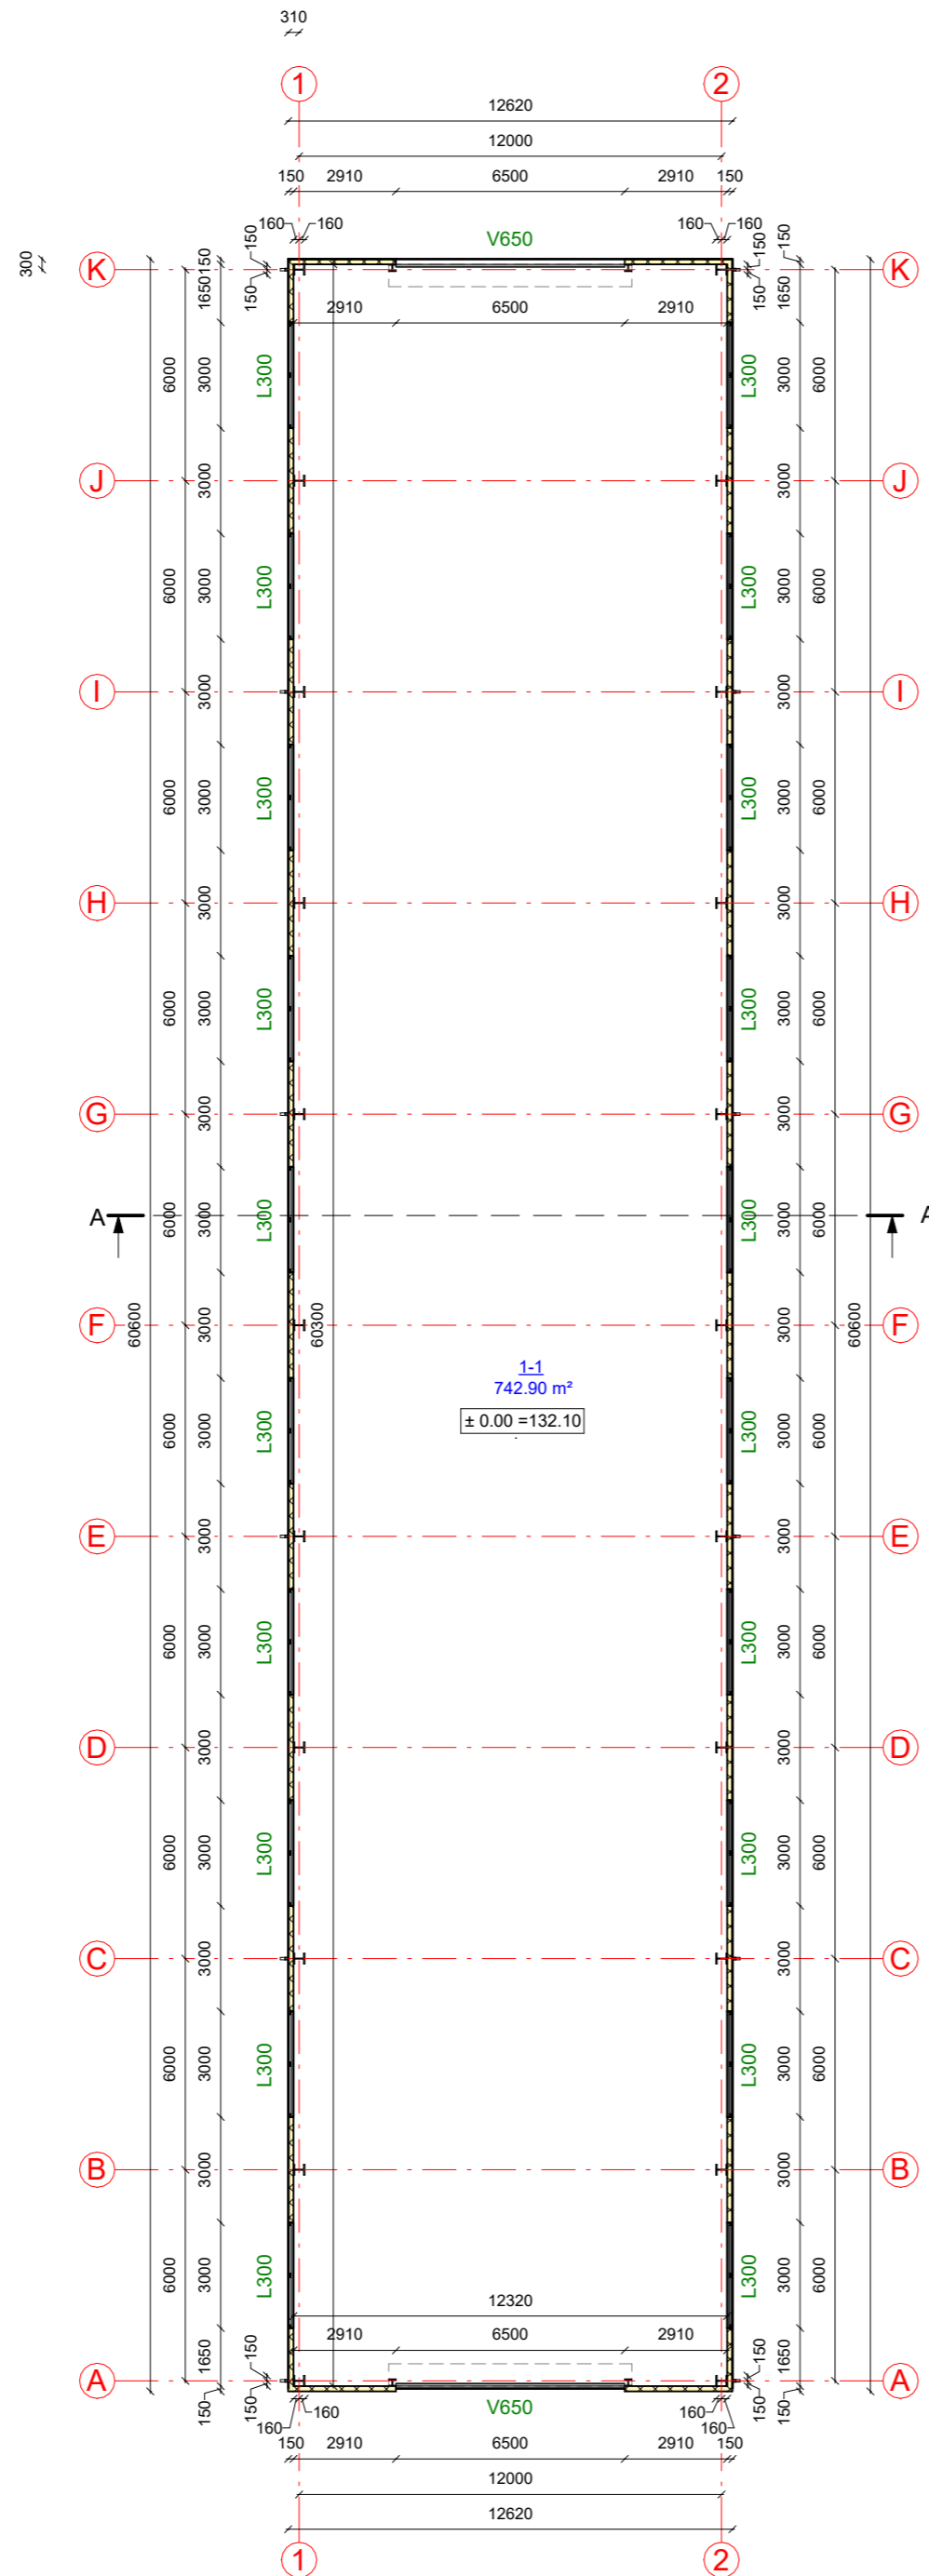 310
1 2
12620
12000
150 2910 6500 2910 150
160 160 V650 160 160
300
K 150 150 150 150 K
1650 150 150 1650
2910 6500 2910
6000 3000 L300 L300 3000 6000
J 3000 3000 J
6000 3000 L300 L300 3000 6000
I 3000 3000 I
6000 3000 L300 L300 3000 6000
H 3000 3000 H
6000 3000 L300 L300 3000 6000
G 3000 3000 G
A 6000 3000 L300 L300 3000 6000 A
F 60600 3000 60300 3000 60600 F
1-1
742.90 m²
± 0.00 =132.10
6000 3000 L300 L300 3000 6000
E 3000 3000 E
6000 3000 L300 L300 3000 6000
D 3000 3000 D
6000 3000 L300 L300 3000 6000
C 3000 3000 C
6000 3000 L300 L300 3000 6000
B 3000 3000 B
6000 3000 L300 L300 3000 6000
12320
2910 6500 2910
1650 150 150 1650
A A
150 150 150 150
160 160 V650 160 160
150 2910 6500 2910 150
12000
12620
1 2